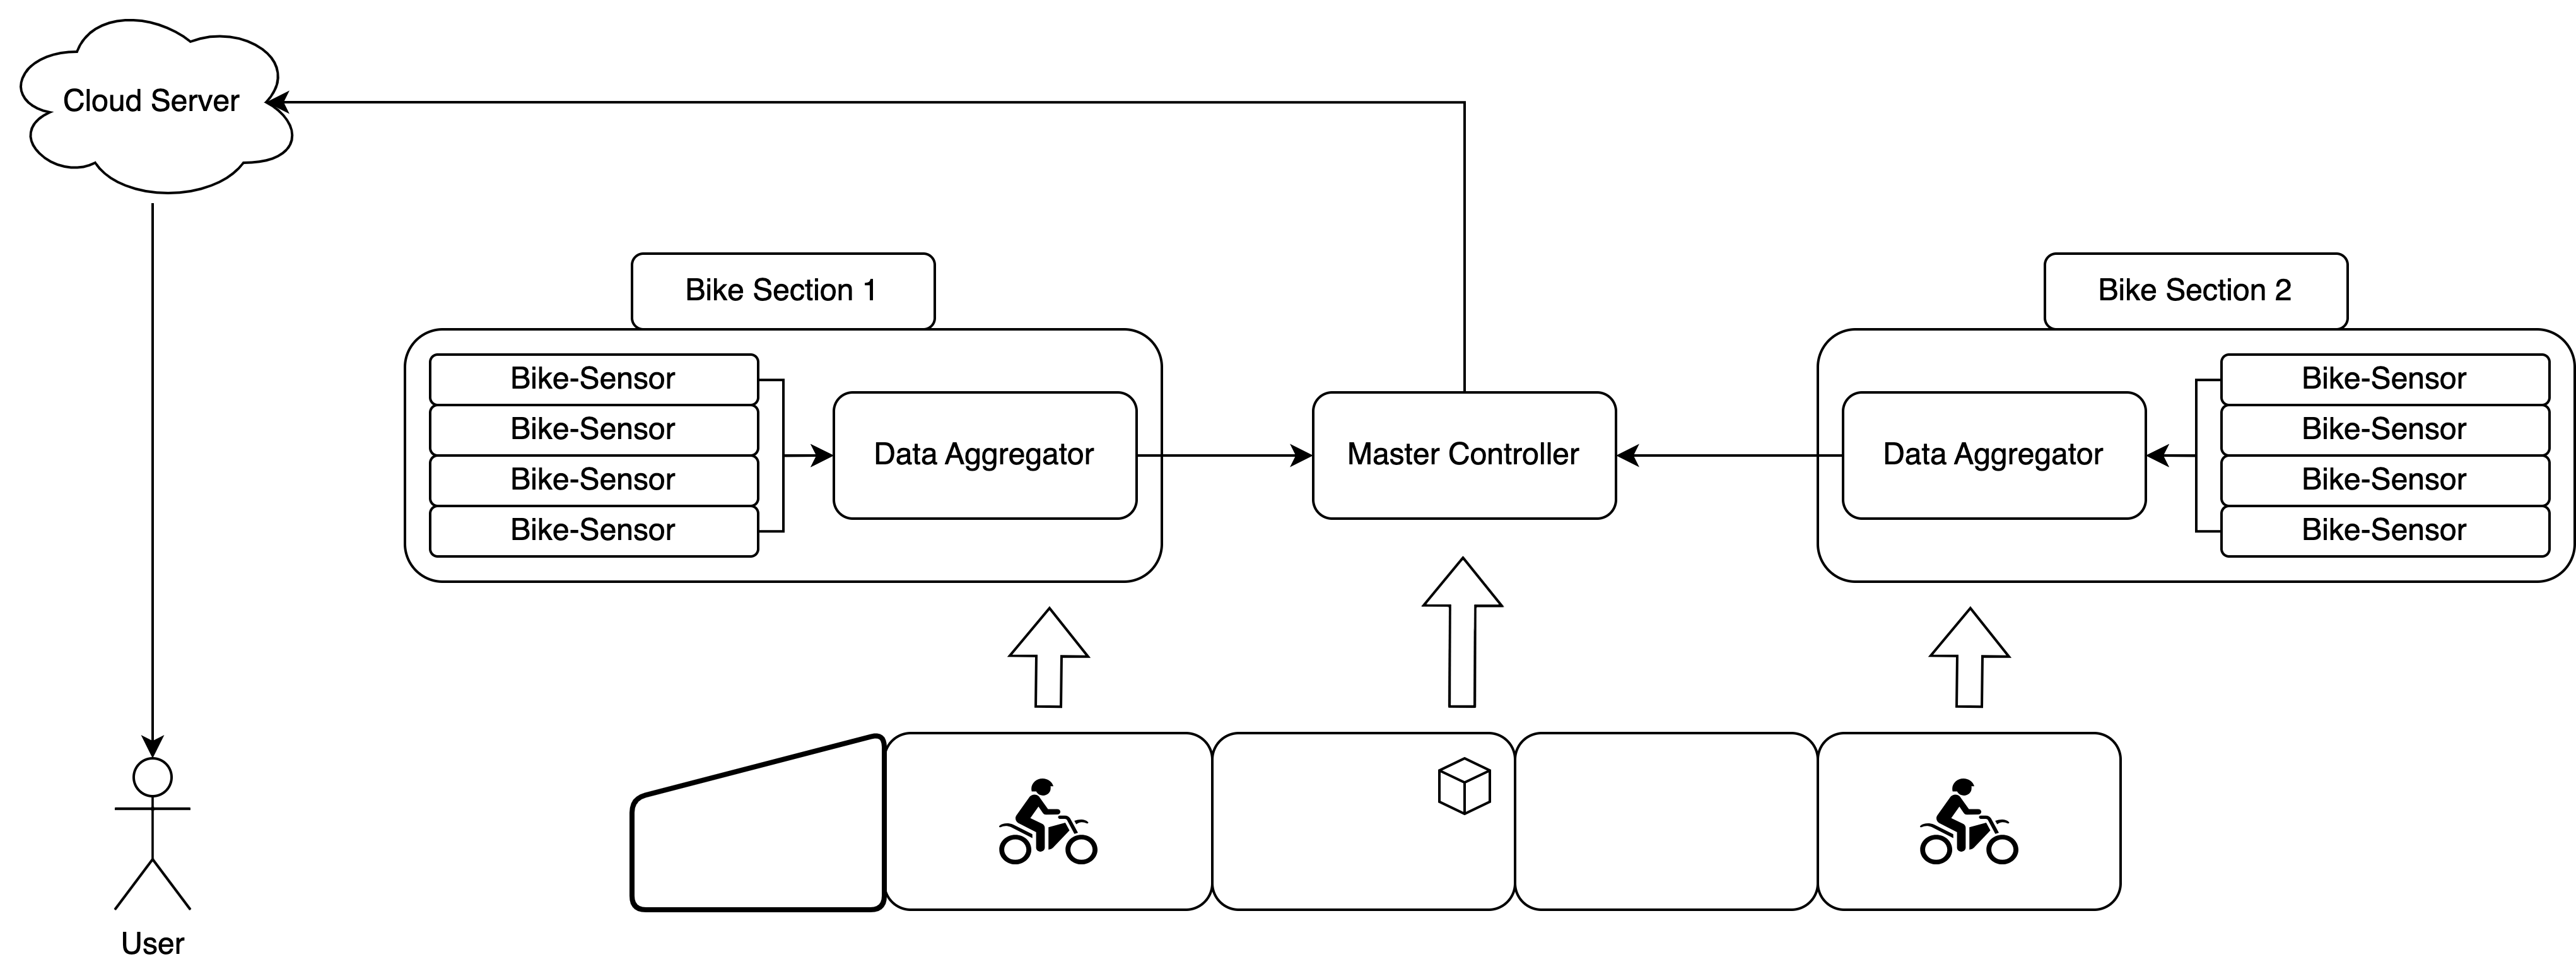 Cloud Server
Bike Section 1
Bike Section 2
Bike-Sensor
Bike-Sensor
Bike-Sensor
Bike-Sensor
Data Aggregator
Master Controller
Data Aggregator
Bike-Sensor
Bike-Sensor
Bike-Sensor
Bike-Sensor
User